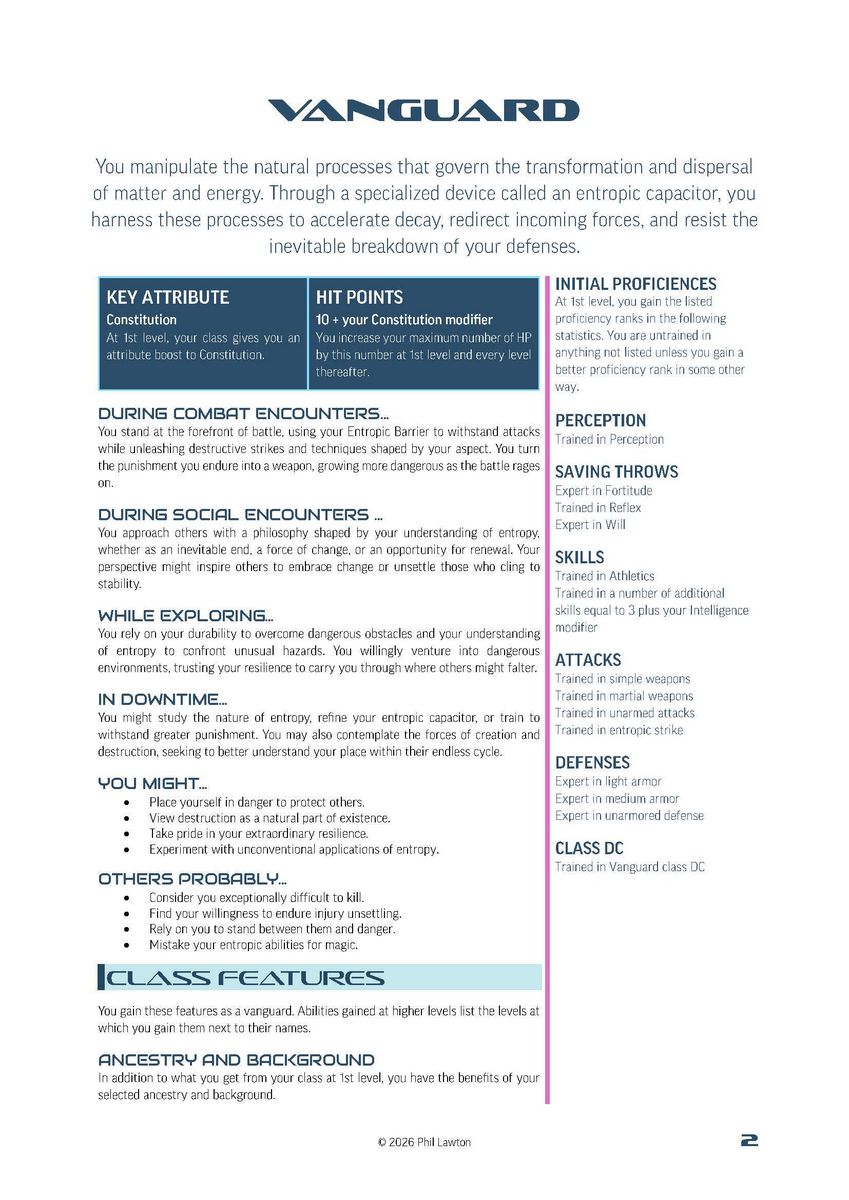 VANGUARD
You manipulate the natural processes that govern the transformation and dispersal
of matter and energy. Through a specialized device called an entropic capacitor, you
harness these processes to accelerate decay, redirect incoming forces, and resist the
inevitable breakdown of your defenses.
KEY ATTRIBUTE
Constitution
At 1st level, your class gives you an
attribute boost to Constitution.
HIT POINTS
10 + your Constitution modifier
You increase your maximum number of HP
by this number at 1st level and every level
thereafter.
DURING COMBAT ENCOUNTERS...
You stand at the forefront of battle, using your Entropic Barrier to withstand attacks
while unleashing destructive strikes and techniques shaped by your aspect. You turn
the punishment you endure into a weapon, growing more dangerous as the battle rages
on.
DURING SOCIAL ENCOUNTERS ...
You approach others with a philosophy shaped by your understanding of entropy,
whether as an inevitable end, a force of change, or an opportunity for renewal. Your
perspective might inspire others to embrace change or unsettle those who cling to
stability.
WHILE EXPLORING...
You rely on your durability to overcome dangerous obstacles and your understanding
of entropy to confront unusual hazards. You willingly venture into dangerous
environments, trusting your resilience to carry you through where others might falter.
IN DOWNTIME...
You might study the nature of entropy, refine your entropic capacitor, or train to
withstand greater punishment. You may also contemplate the forces of creation and
destruction, seeking to better understand your place within their endless cycle.
YOU MIGHT...
• Place yourself in danger to protect others.
• View destruction as a natural part of existence.
• Take pride in your extraordinary resilience.
• Experiment with unconventional applications of entropy.
OTHERS PROBABLY...
• Consider you exceptionally difficult to kill.
• Find your willingness to endure injury unsettling.
• Rely on you to stand between them and danger.
• Mistake your entropic abilities for magic.
CLASS FEATURES
You gain these features as a vanguard. Abilities gained at higher levels list the levels at
which you gain them next to their names.
ANCESTRY AND BACKGROUND
In addition to what you get from your class at 1st level, you have the benefits of your
selected ancestry and background.
INITIAL PROFICIENCES
At 1st level, you gain the listed
proficiency ranks in the following
statistics. You are untrained in
anything not listed unless you gain a
better proficiency rank in some other
way.
PERCEPTION
Trained in Perception
SAVING THROWS
Expert in Fortitude
Trained in Reflex
Expert in Will
SKILLS
Trained in Athletics
Trained in a number of additional
skills equal to 3 plus your Intelligence
modifier
ATTACKS
Trained in simple weapons
Trained in martial weapons
Trained in unarmed attacks
Trained in entropic strike
DEFENSES
Expert in light armor
Expert in medium armor
Expert in unarmored defense
CLASS DC
Trained in Vanguard class DC
© 2026 Phil Lawton
2